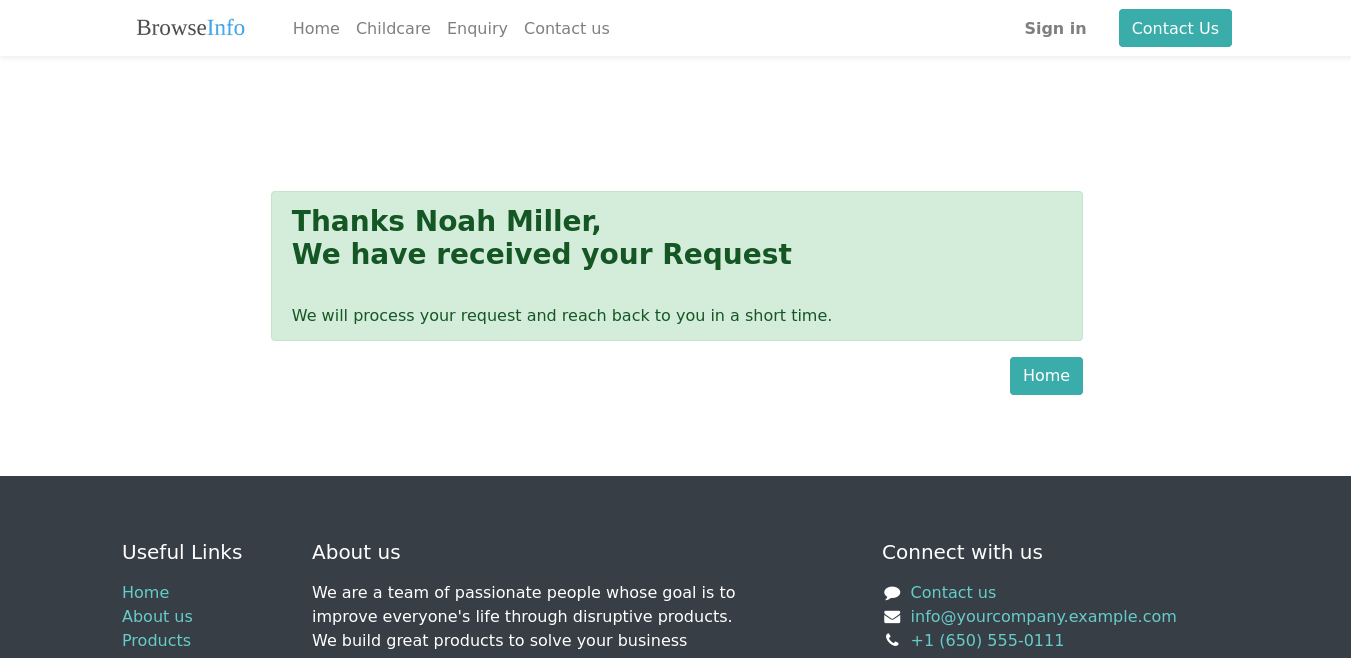 BrowseInfo Home Childcare Enquiry Contact us Sign in Contact Us
Thanks Noah Miller,
We have received your Request
We will process your request and reach back to you in a short time.
Home
Useful Links
Home
About us
Products
About us
We are a team of passionate people whose goal is to
improve everyone's life through disruptive products.
We build great products to solve your business
Connect with us
Contact us
info@yourcompany.example.com
+1 (650) 555-0111